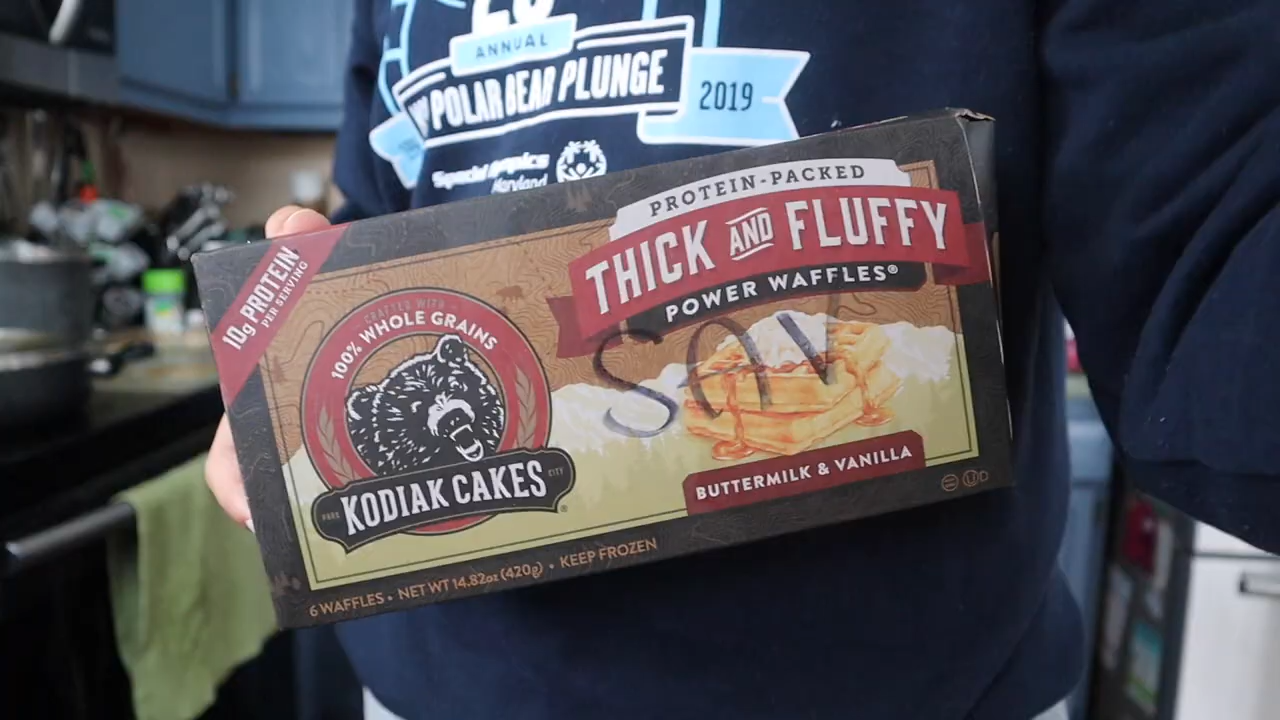 ANNUAL
POLAR BEAR PLUNGE
2019
Special Olympics
Maryland
PROTEIN-PACKED
THICK AND FLUFFY
POWER WAFFLES®
10g PROTEIN
PER SERVING
CRAFTED WITH
100% WHOLE GRAINS
SOV
PARK KODIAK CAKES CITY ®
BUTTERMILK & VANILLA
6 WAFFLES • NET WT 14.82oz (420g) • KEEP FROZEN